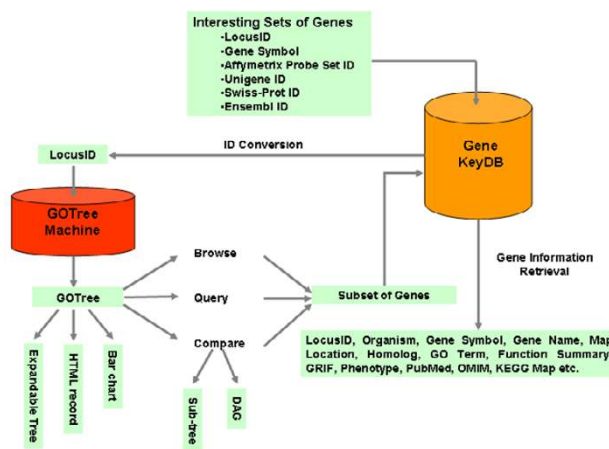 Interesting Sets of Genes
-LocusID
-Gene Symbol
-Affymetrix Probe Set ID
-Unigene ID
-Swiss-Prot ID
-Ensembl ID
Gene
KeyDB
ID Conversion
LocusID
GOTree
Machine
GOTree
Browse
Query
Compare
Subset of Genes
Gene Information
Retrieval
Expandable Tree
HTML record
Bar chart
Sub-tree
DAG
LocusID, Organism, Gene Symbol, Gene Name, Map
Location, Homolog, GO Term, Function Summary
GRIF, Phenotype, PubMed, OMIM, KEGG Map etc.